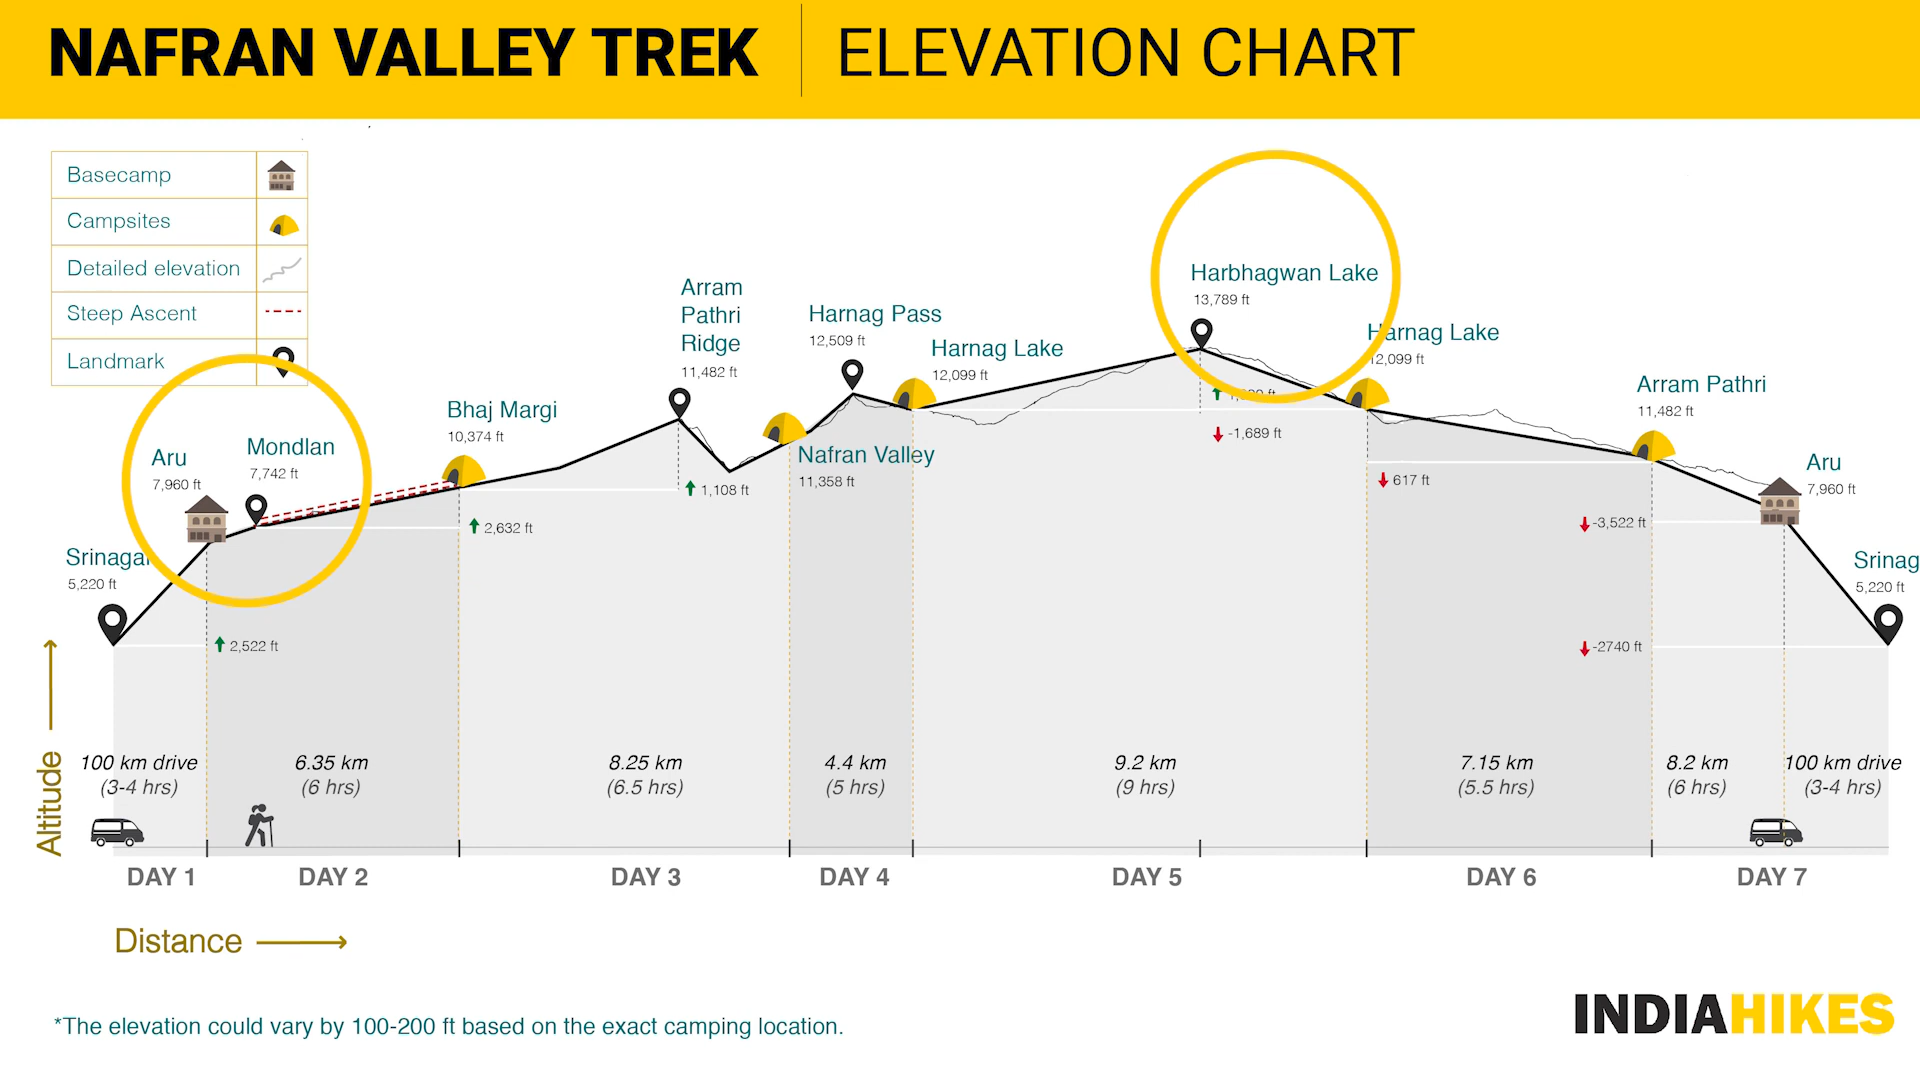 NAFRAN VALLEY TREK
ELEVATION CHART
Basecamp
Campsites
Detailed elevation
Steep Ascent
Landmark
Srinagar
5,220 ft
Aru
7,960 ft
Mondlan
7,742 ft
Bhaj Margi
10,374 ft
Arram
Pathri
Ridge
11,482 ft
Harnag Pass
12,509 ft
Nafran Valley
11,358 ft
Harnag Lake
12,099 ft
Harbhagwan Lake
13,789 ft
Harnag Lake
12,099 ft
Arram Pathri
11,482 ft
Aru
7,960 ft
Srinag
5,220 ft
2,522 ft
2,632 ft
1,108 ft
-1,689 ft
617 ft
-3,522 ft
-2740 ft
Altitude
100 km drive
(3-4 hrs)
6.35 km
(6 hrs)
8.25 km
(6.5 hrs)
4.4 km
(5 hrs)
9.2 km
(9 hrs)
7.15 km
(5.5 hrs)
8.2 km
(6 hrs)
100 km drive
(3-4 hrs)
DAY 1
DAY 2
DAY 3
DAY 4
DAY 5
DAY 6
DAY 7
Distance
*The elevation could vary by 100-200 ft based on the exact camping location.
INDIAHIKES